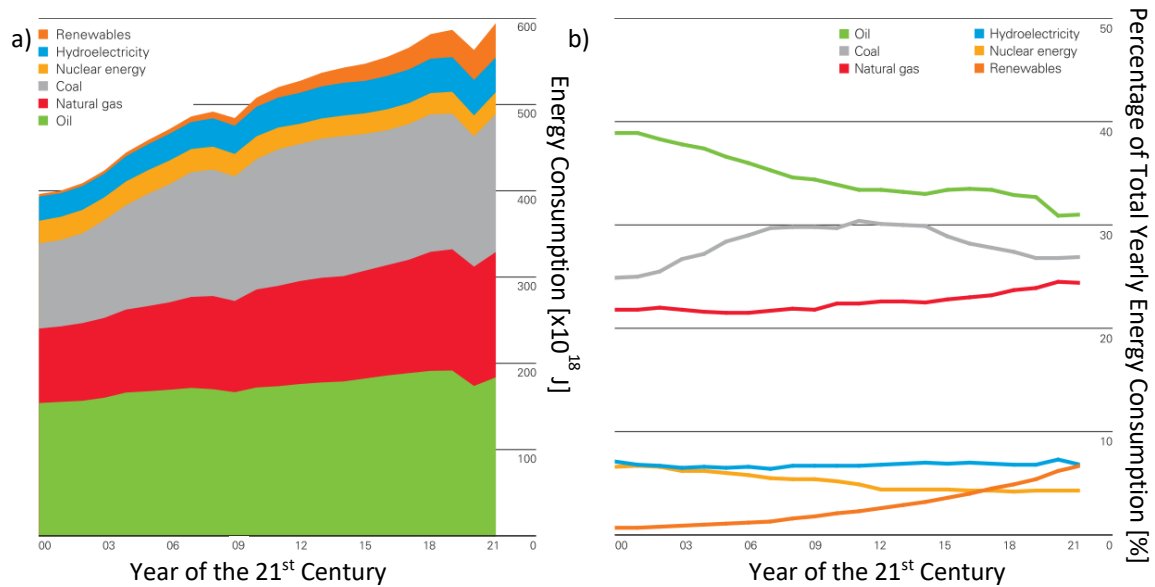 a)
Renewables
Hydroelectricity
Nuclear energy
Coal
Natural gas
Oil
600
500
400
300
200
100
0
Energy Consumption [x10¹⁸ J]
00 03 06 09 12 15 18 21
Year of the 21ˢᵗ Century
b)
Oil
Coal
Natural gas
Hydroelectricity
Nuclear energy
Renewables
50
40
30
20
10
0
Percentage of Total Yearly Energy Consumption [%]
00 03 06 09 12 15 18 21
Year of the 21ˢᵗ Century